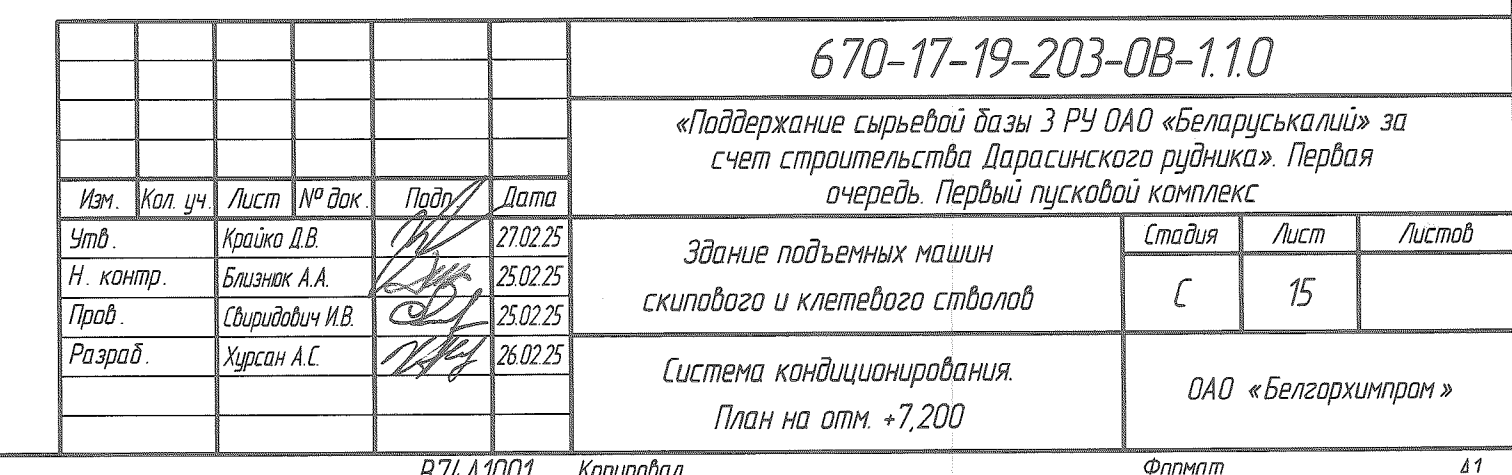 670-17-19-203-ОВ-1.1.0
«Поддержание сырьевой базы 3 РУ ОАО «Беларуськалий» за
счет строительства Дарасинского рудника». Первая
очередь. Первый пусковой комплекс
Изм. Кол. уч. Лист № док. Подп. Дата
Утв. Крайко Д.В. 27.02.25
Н. контр. Близнюк А.А. 25.02.25
Пров. Свиридович И.В. 25.02.25
Разраб. Хурсан А.С. 26.02.25
Здание подъемных машин
скипового и клетевого стволов
Стадия Лист Листов
С 15
Система кондиционирования.
План на отм. +7,200
ОАО «Белгорхимпром»
В74А1001 Копировал Формат А1